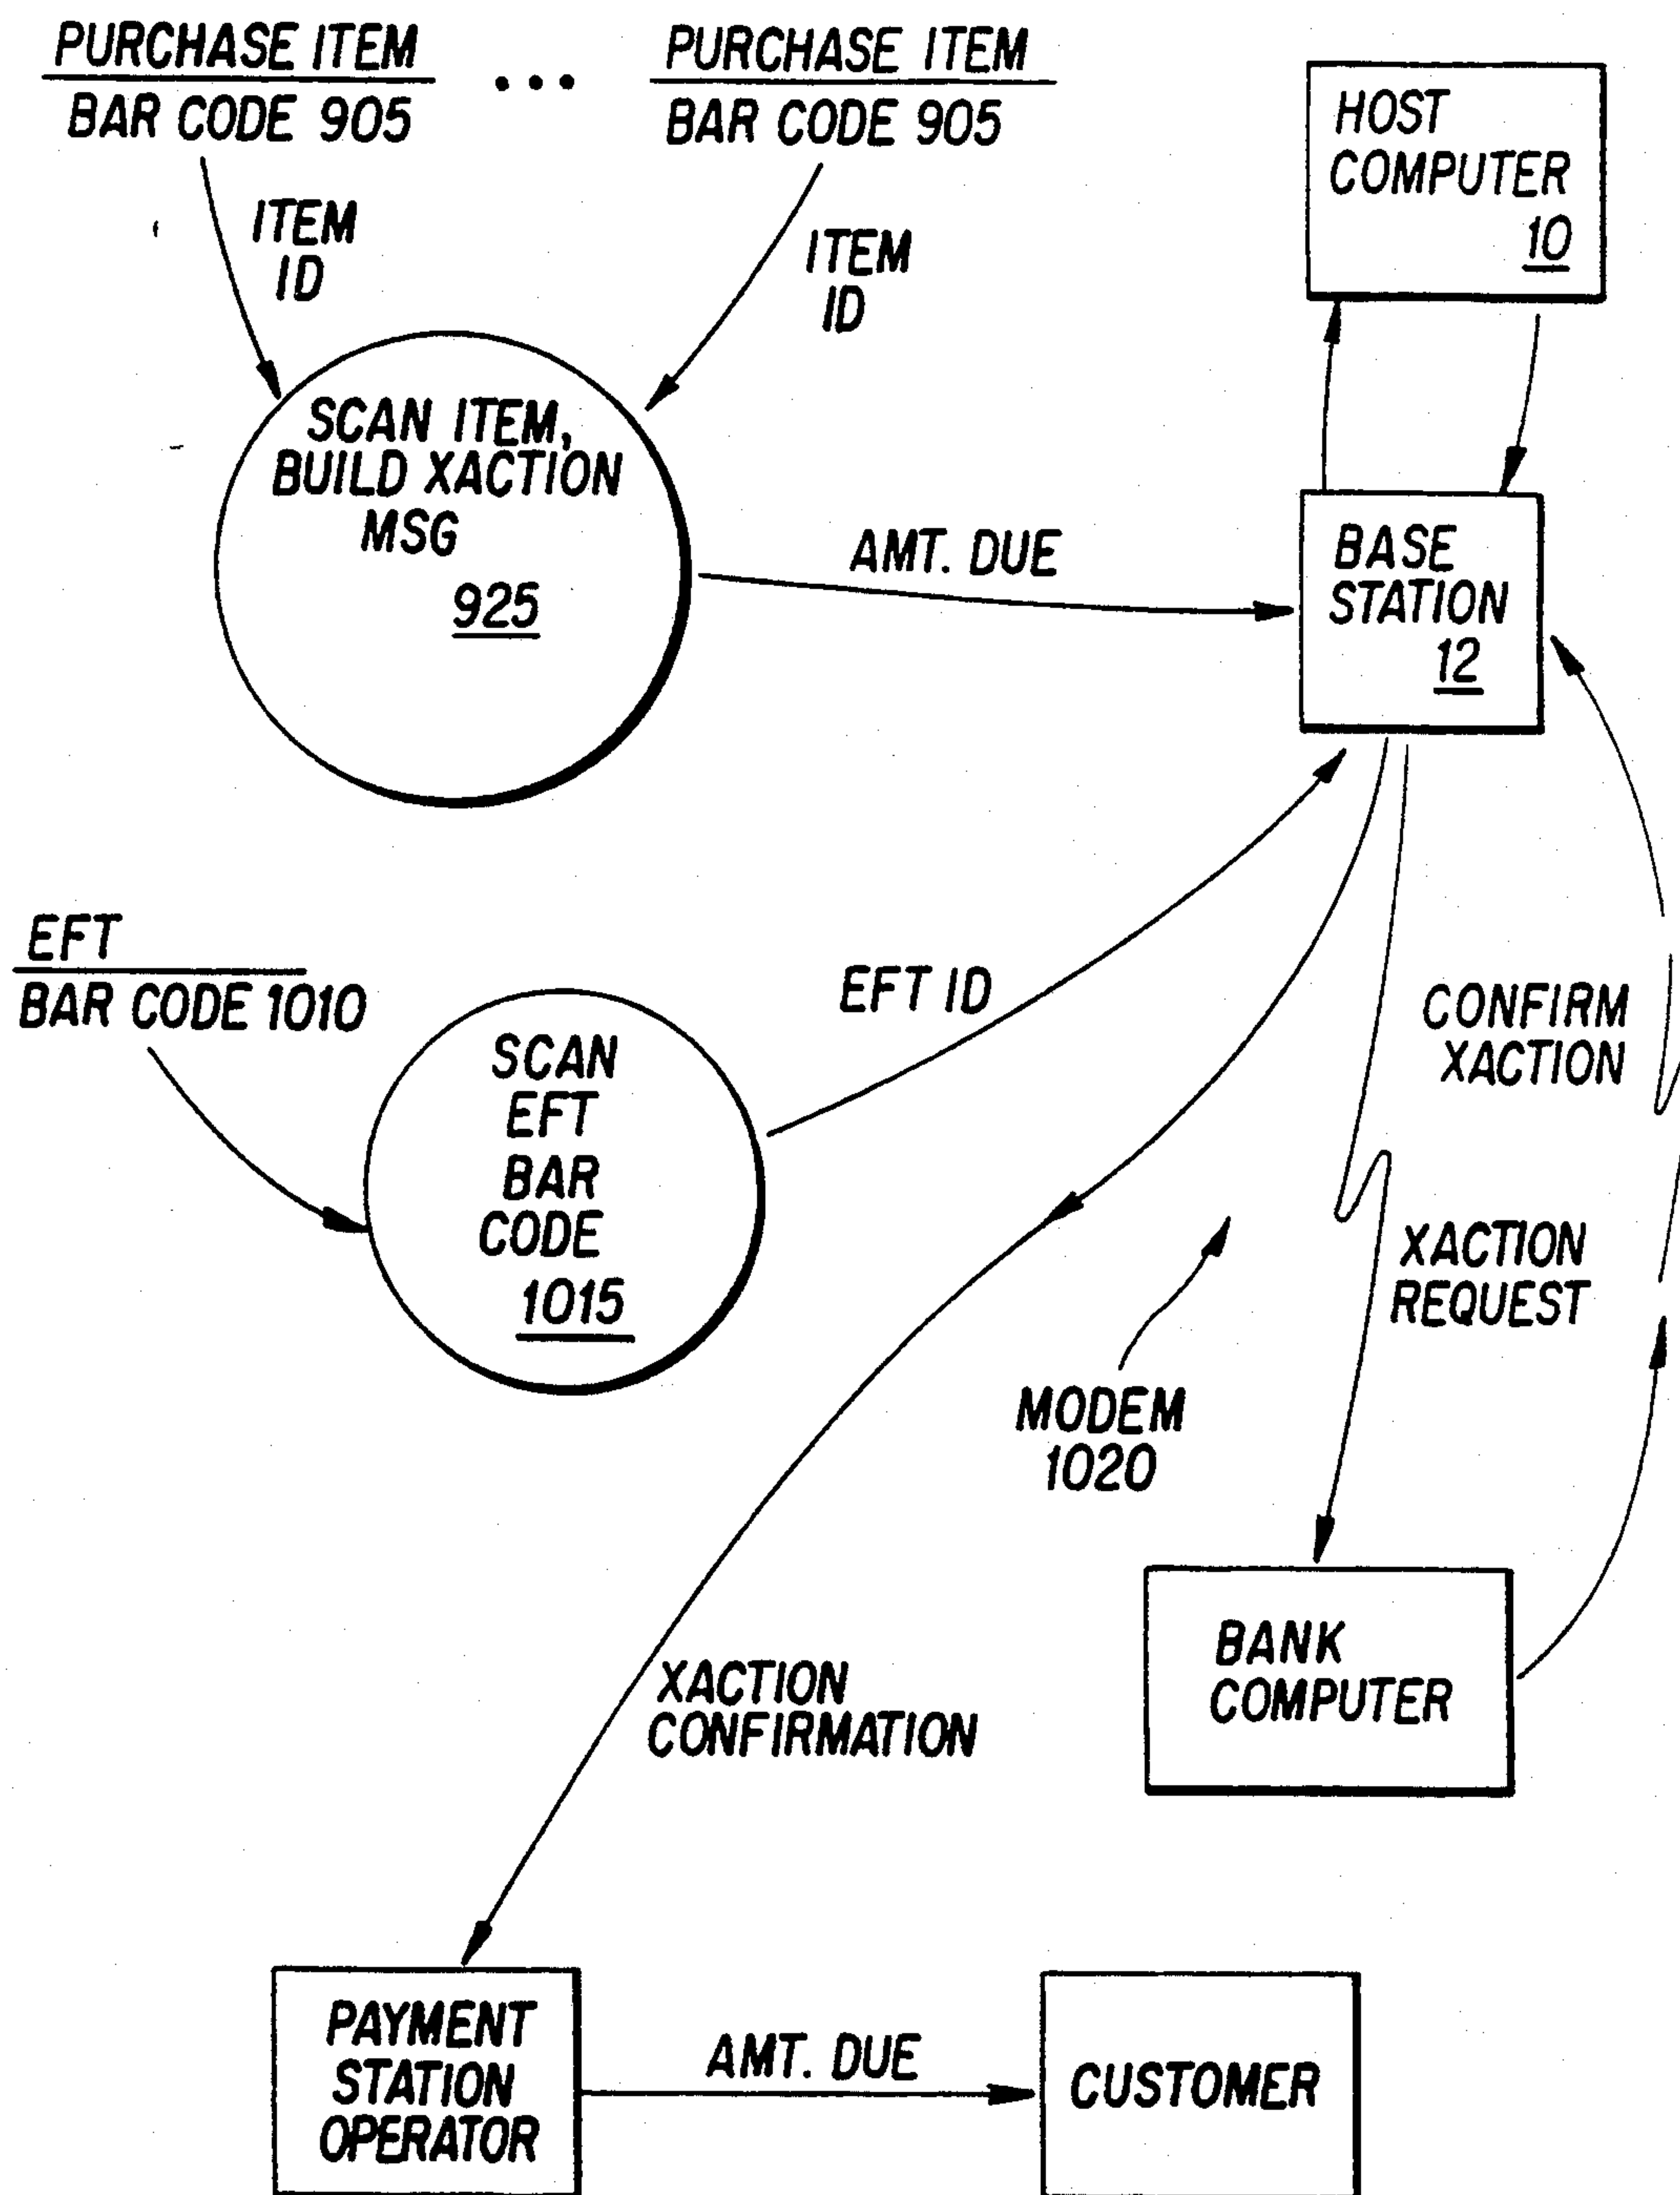 PURCHASE ITEM
BAR CODE 905
...
PURCHASE ITEM
BAR CODE 905
HOST
COMPUTER
10
ITEM
ID
ITEM
ID
SCAN ITEM,
BUILD XACTION
MSG
925
AMT. DUE
BASE
STATION
12
EFT
BAR CODE 1010
EFT ID
SCAN
EFT
BAR
CODE
1015
CONFIRM
XACTION
XACTION
REQUEST
MODEM
1020
BANK
COMPUTER
XACTION
CONFIRMATION
PAYMENT
STATION
OPERATOR
AMT. DUE
CUSTOMER